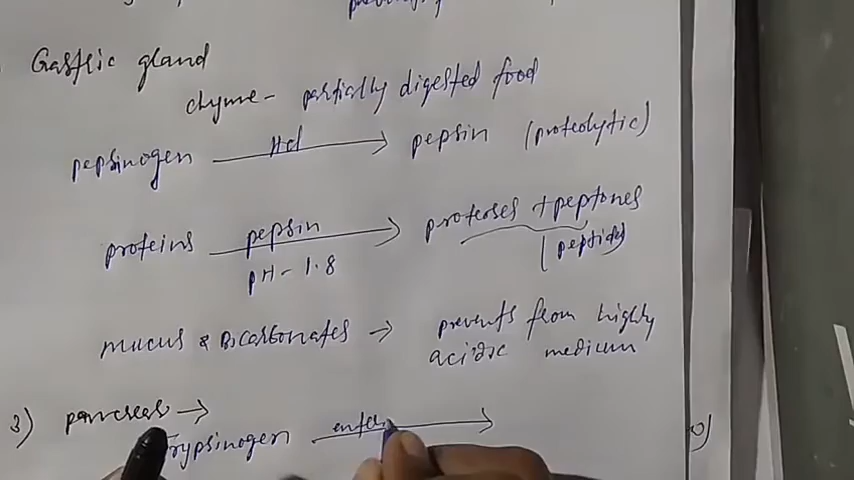 Gastric gland
chyme - partially digested food
pepsinogen HCl → pepsin (proteolytic)
proteins pepsin → proteoses + peptones
pH - 1.8 (peptides)
mucus & Bicarbonates → prevents from highly
acidic medium
3) pancreas →
Trypsinogen ente →